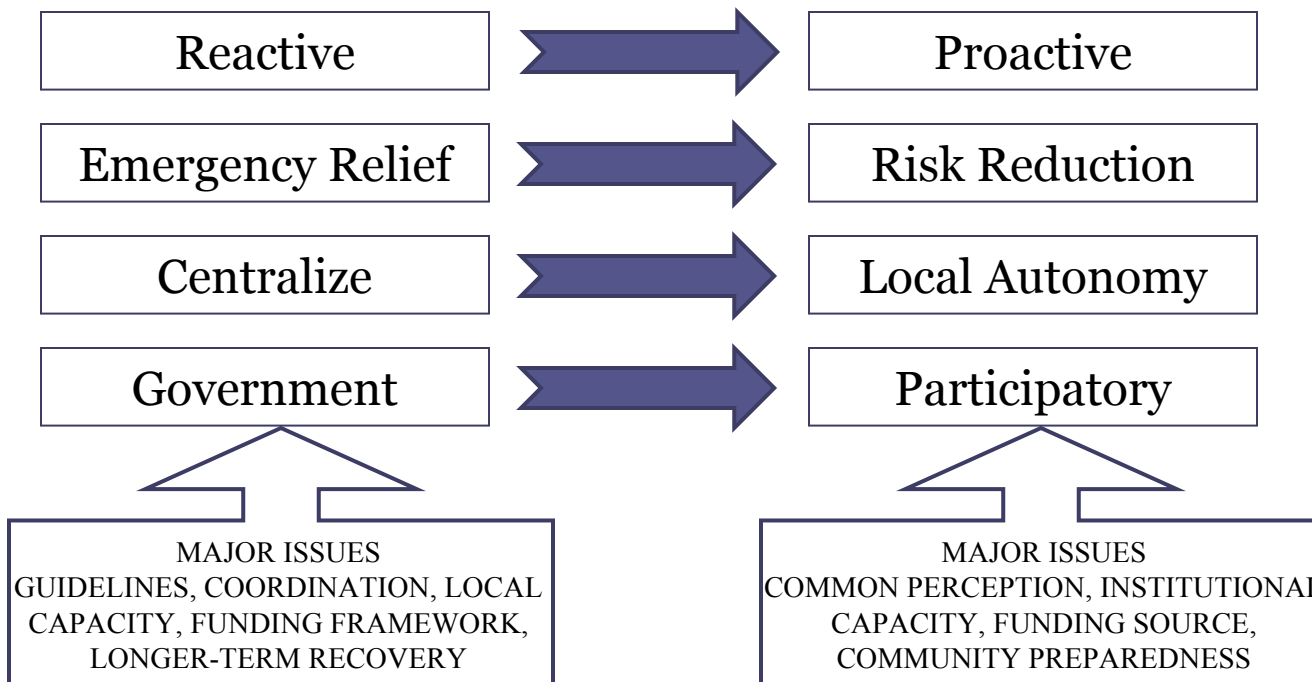 Reactive
Proactive
Emergency Relief
Risk Reduction
Centralize
Local Autonomy
Government
Participatory
MAJOR ISSUES
GUIDELINES, COORDINATION, LOCAL
CAPACITY, FUNDING FRAMEWORK,
LONGER-TERM RECOVERY
MAJOR ISSUES
COMMON PERCEPTION, INSTITUTIONAL
CAPACITY, FUNDING SOURCE,
COMMUNITY PREPAREDNESS